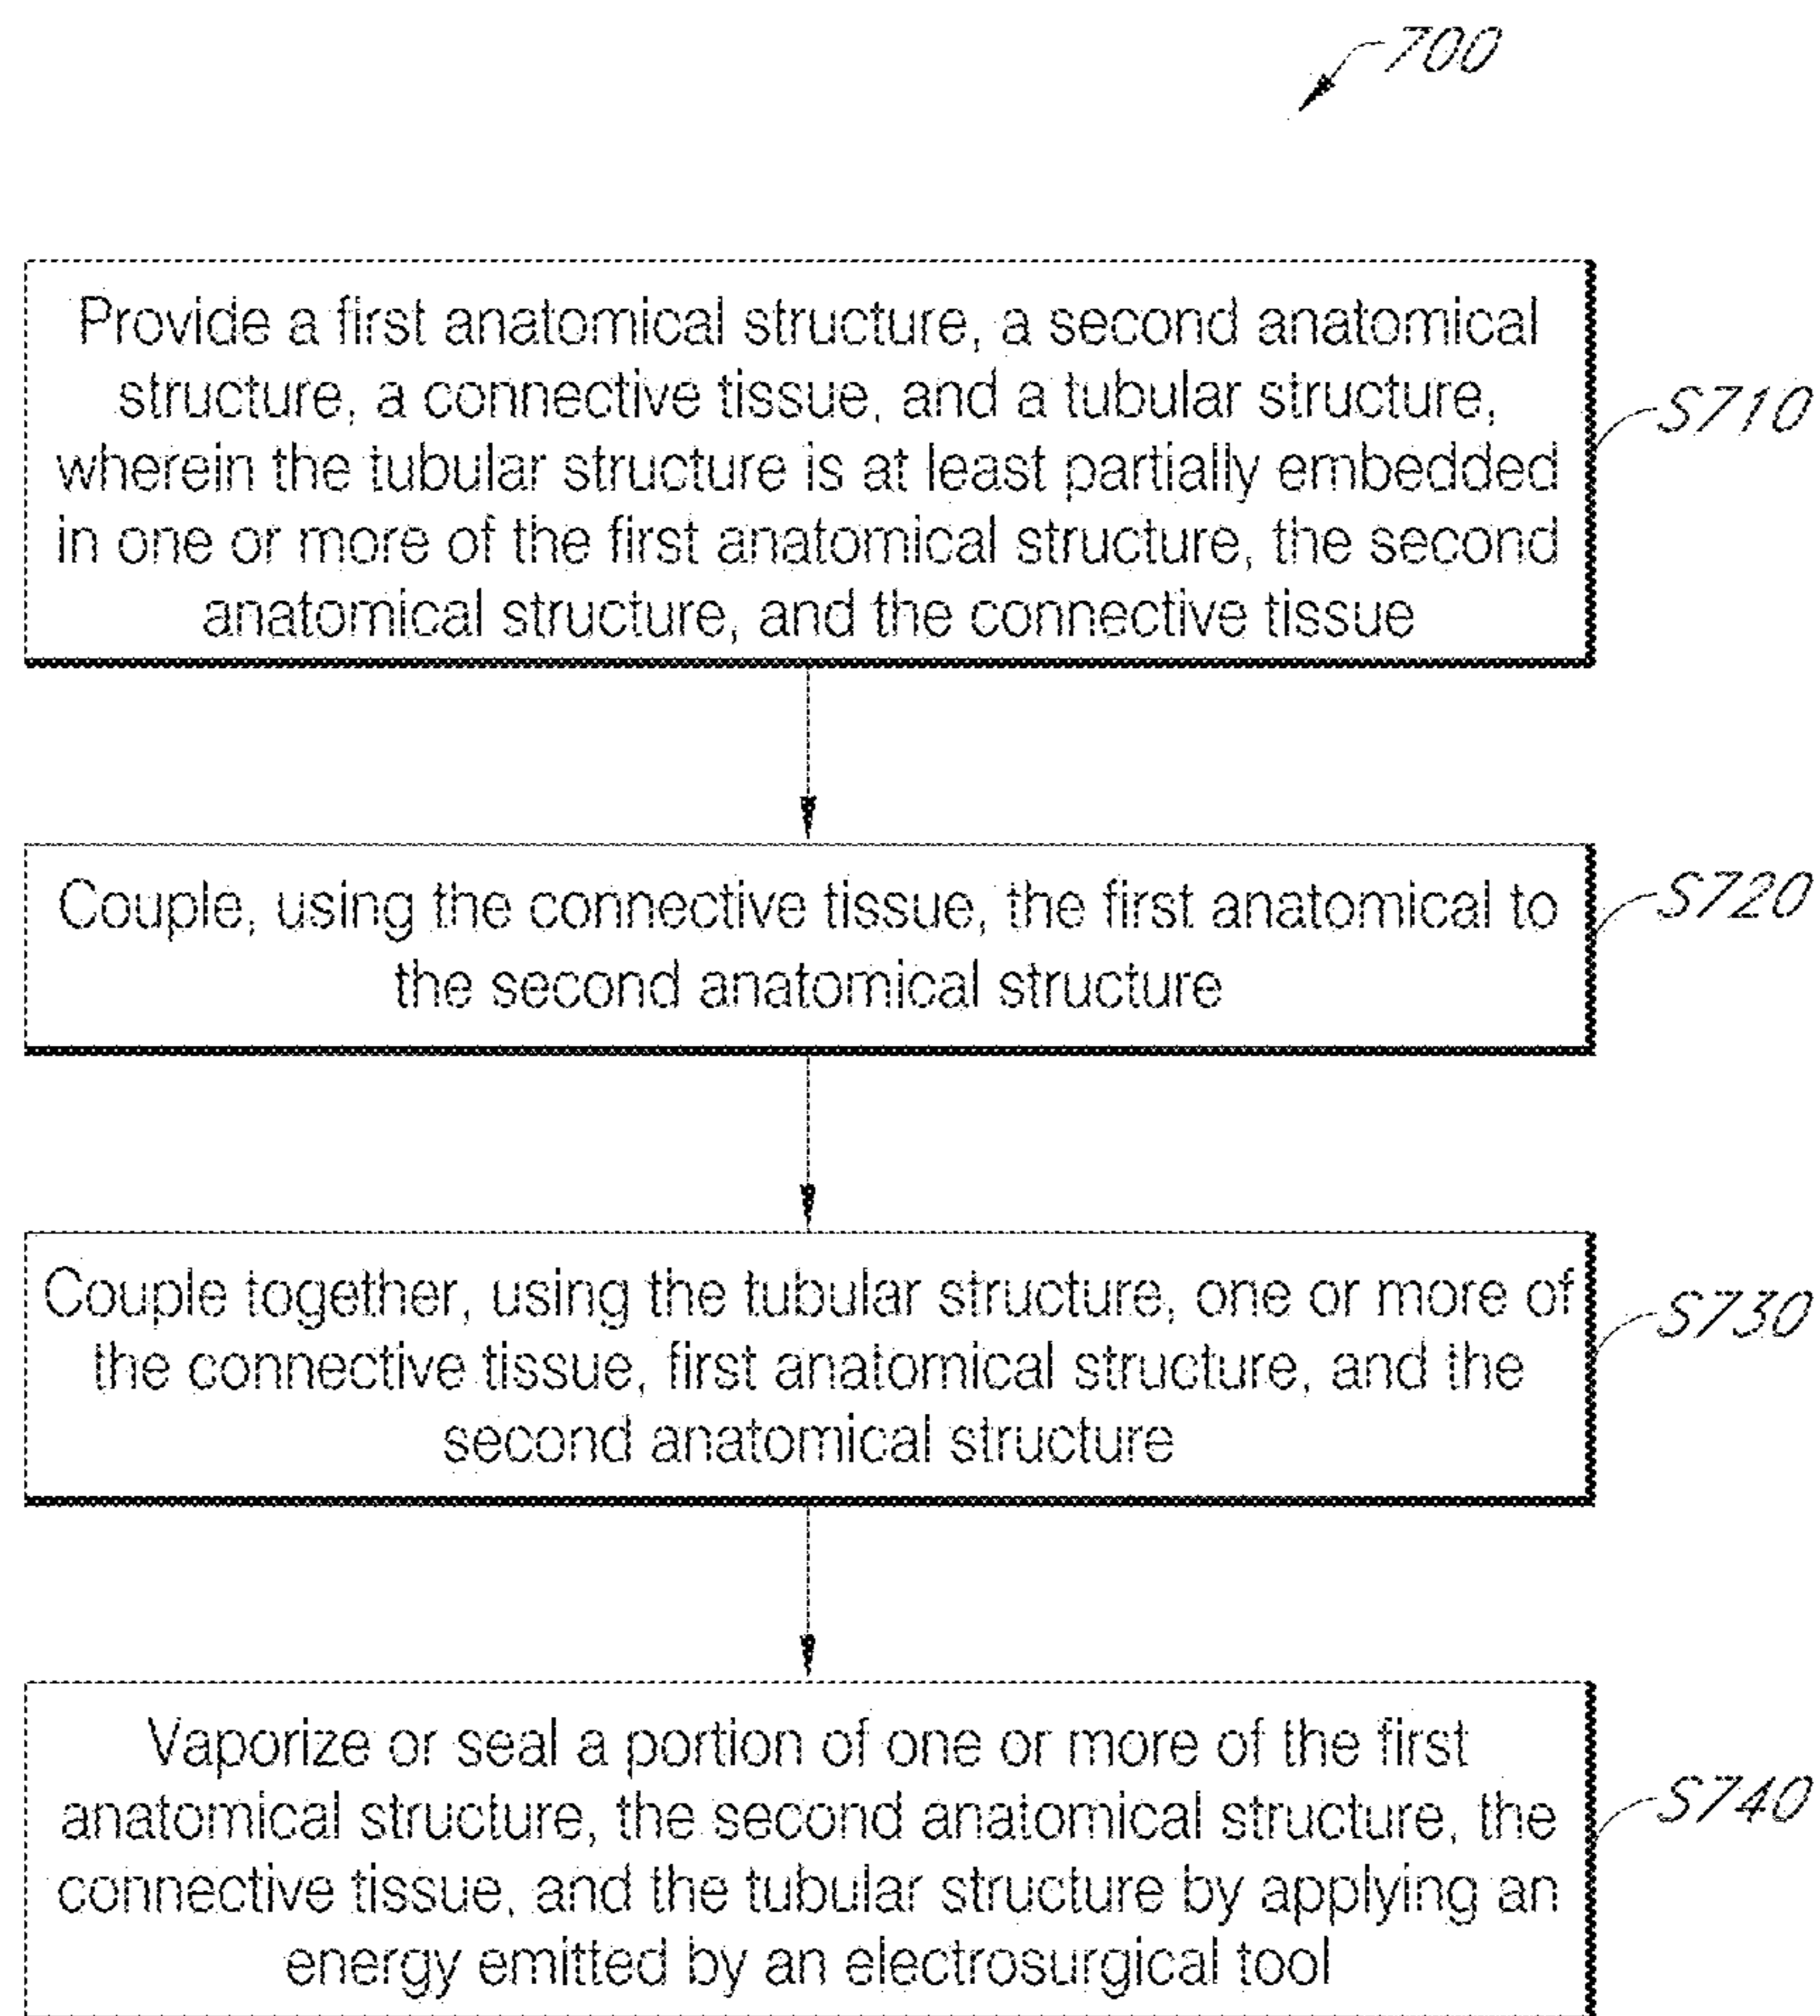 700
Provide a first anatomical structure, a second anatomical
structure, a connective tissue, and a tubular structure,
wherein the tubular structure is at least partially embedded
in one or more of the first anatomical structure, the second
anatomical structure, and the connective tissue
S710
Couple, using the connective tissue, the first anatomical to
the second anatomical structure
S720
Couple together, using the tubular structure, one or more of
the connective tissue, first anatomical structure, and the
second anatomical structure
S730
Vaporize or seal a portion of one or more of the first
anatomical structure, the second anatomical structure, the
connective tissue, and the tubular structure by applying an
energy emitted by an electrosurgical tool
S740